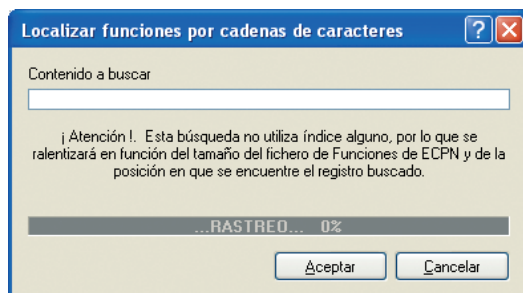 Localizar funciones por cadenas de caracteres
Contenido a buscar
¡ Atención !. Esta búsqueda no utiliza índice alguno, por lo que se
ralentizará en función del tamaño del fichero de Funciones de ECPN y de la
posición en que se encuentre el registro buscado.
...RASTREO... 0%
Aceptar Cancelar